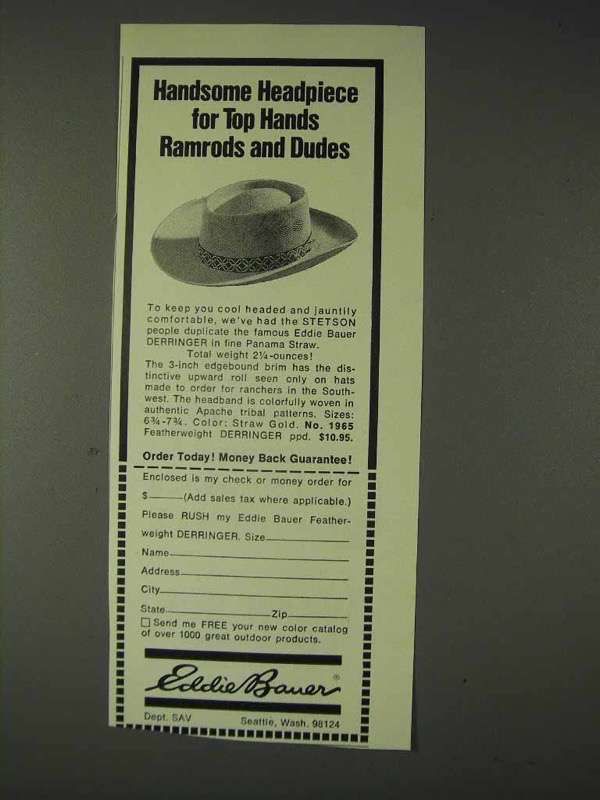 Handsome Headpiece
for Top Hands
Ramrods and Dudes
To keep you cool headed and jauntily
comfortable, we've had the STETSON
people duplicate the famous Eddie Bauer
DERRINGER in fine Panama Straw.
Total weight 2¼-ounces!
The 3-inch edgebound brim has the dis-
tinctive upward roll seen only on hats
made to order for ranchers in the South-
west. The headband is colorfully woven in
authentic Apache tribal patterns. Sizes:
6¾-7¾. Color: Straw Gold. No. 1965
Featherweight DERRINGER ppd. $10.95.
Order Today! Money Back Guarantee!
Enclosed is my check or money order for
$____(Add sales tax where applicable.)
Please RUSH my Eddie Bauer Feather-
weight DERRINGER. Size____
Name____
Address____
City____
State____Zip____
☐ Send me FREE your new color catalog
of over 1000 great outdoor products.
Eddie Bauer®
Dept. SAV Seattle, Wash. 98124